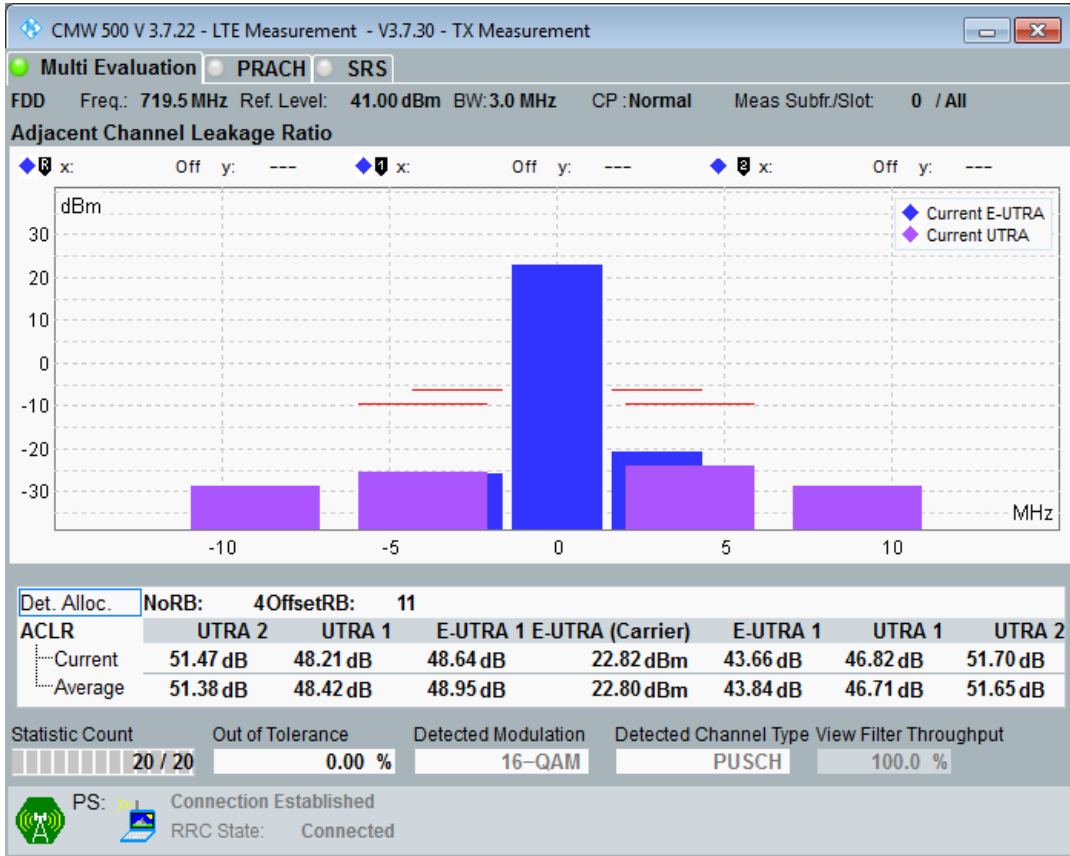 CMW 500 V 3.7.22 - LTE Measurement - V3.7.30 - TX Measurement
Multi Evaluation PRACH SRS
FDD Freq.: 719.5 MHz Ref. Level: 41.00 dBm BW: 3.0 MHz CP : Normal Meas Subfr./Slot: 0 / All
Adjacent Channel Leakage Ratio
R x: Off y: --- 1 x: Off y: --- 2 x: Off y: ---
dBm
Current E-UTRA
Current UTRA
30
20
10
0
-10
-20
-30
MHz
-10 -5 0 5 10
Det. Alloc. NoRB: 4 OffsetRB: 11
ACLR UTRA 2 UTRA 1 E-UTRA 1 E-UTRA (Carrier) E-UTRA 1 UTRA 1 UTRA 2
Current 51.47 dB 48.21 dB 48.64 dB 22.82 dBm 43.66 dB 46.82 dB 51.70 dB
Average 51.38 dB 48.42 dB 48.95 dB 22.80 dBm 43.84 dB 46.71 dB 51.65 dB
Statistic Count Out of Tolerance Detected Modulation Detected Channel Type View Filter Throughput
20 / 20 0.00 % 16-QAM PUSCH 100.0 %
PS: Connection Established
RRC State: Connected